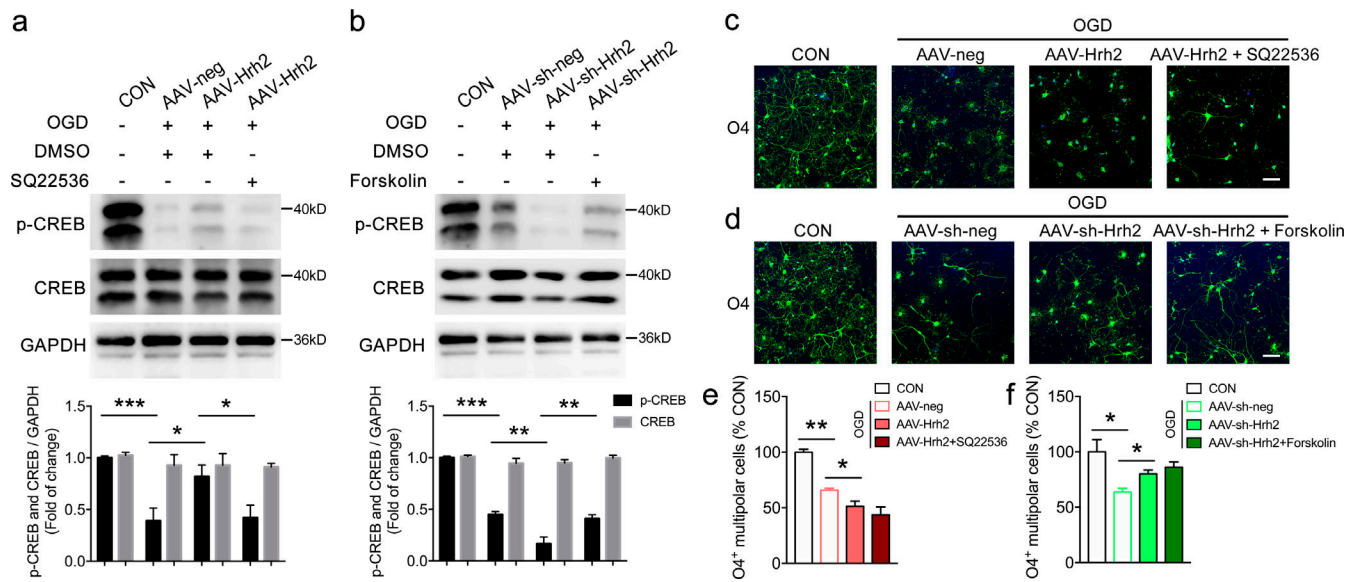 a
CON
AAV-neg
AAV-Hrh2
AAV-Hrh2
OGD - + + +
DMSO - + + -
SQ22536 - - - +
p-CREB
40kD
CREB
40kD
GAPDH
36kD
p-CREB and CREB / GAPDH
(Fold of change)
1.5
1.0
0.5
0.0
***
*
*
b
CON
AAV-sh-neg
AAV-sh-Hrh2
AAV-sh-Hrh2
OGD - + + +
DMSO - + + -
Forskolin - - - +
p-CREB
40kD
CREB
40kD
GAPDH
36kD
p-CREB and CREB / GAPDH
(Fold of change)
1.5
1.0
0.5
0.0
***
**
**
p-CREB
CREB
c
OGD
CON
AAV-neg
AAV-Hrh2
AAV-Hrh2 + SQ22536
O4
d
OGD
CON
AAV-sh-neg
AAV-sh-Hrh2
AAV-sh-Hrh2 + Forskolin
O4
e
O4⁺ multipolar cells (% CON)
150
100
50
0
**
*
CON
AAV-neg
AAV-Hrh2
AAV-Hrh2+SQ22536
OGD
f
O4⁺ multipolar cells (% CON)
150
100
50
0
*
*
CON
AAV-sh-neg
AAV-sh-Hrh2
AAV-sh-Hrh2+Forskolin
OGD